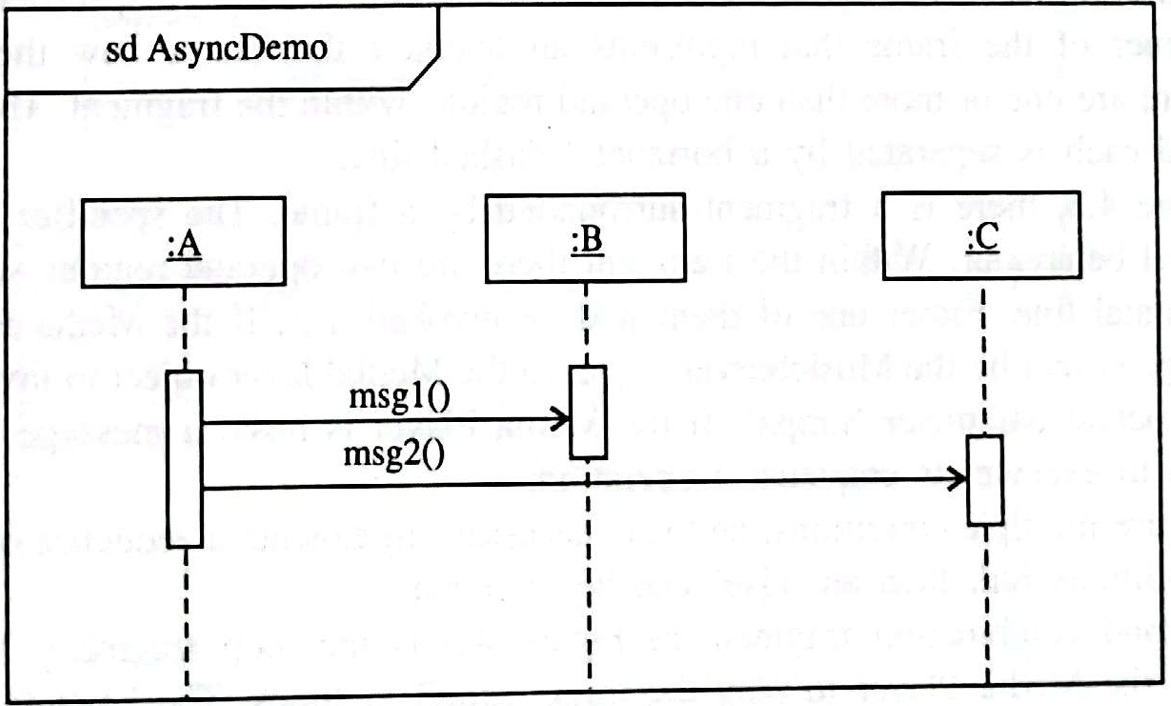 sd AsyncDemo
:A
:B
:C
msg1()
msg2()